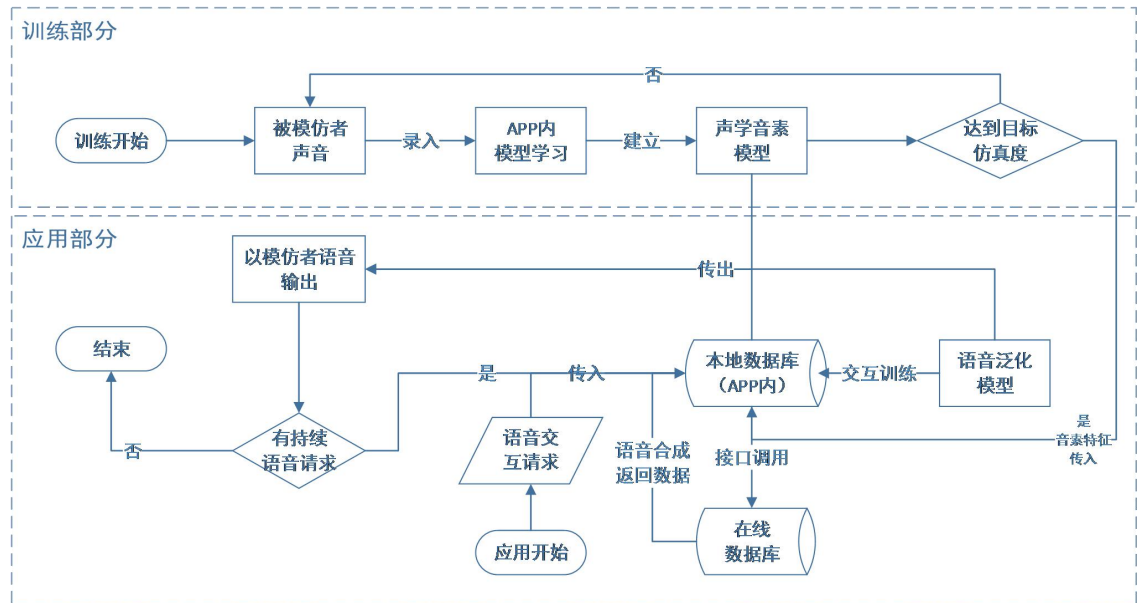 训练部分
否
训练开始
被模仿者
声音
录入
APP内
模型学习
建立
声学音素
模型
达到目标
仿真度
应用部分
以模仿者语音
输出
传出
结束
是
传入
本地数据库
（APP内）
交互训练
语音泛化
模型
否
有持续
语音请求
语音交
互请求
语音合成
返回数据
接口调用
是
音素特征
传入
应用开始
在线
数据库